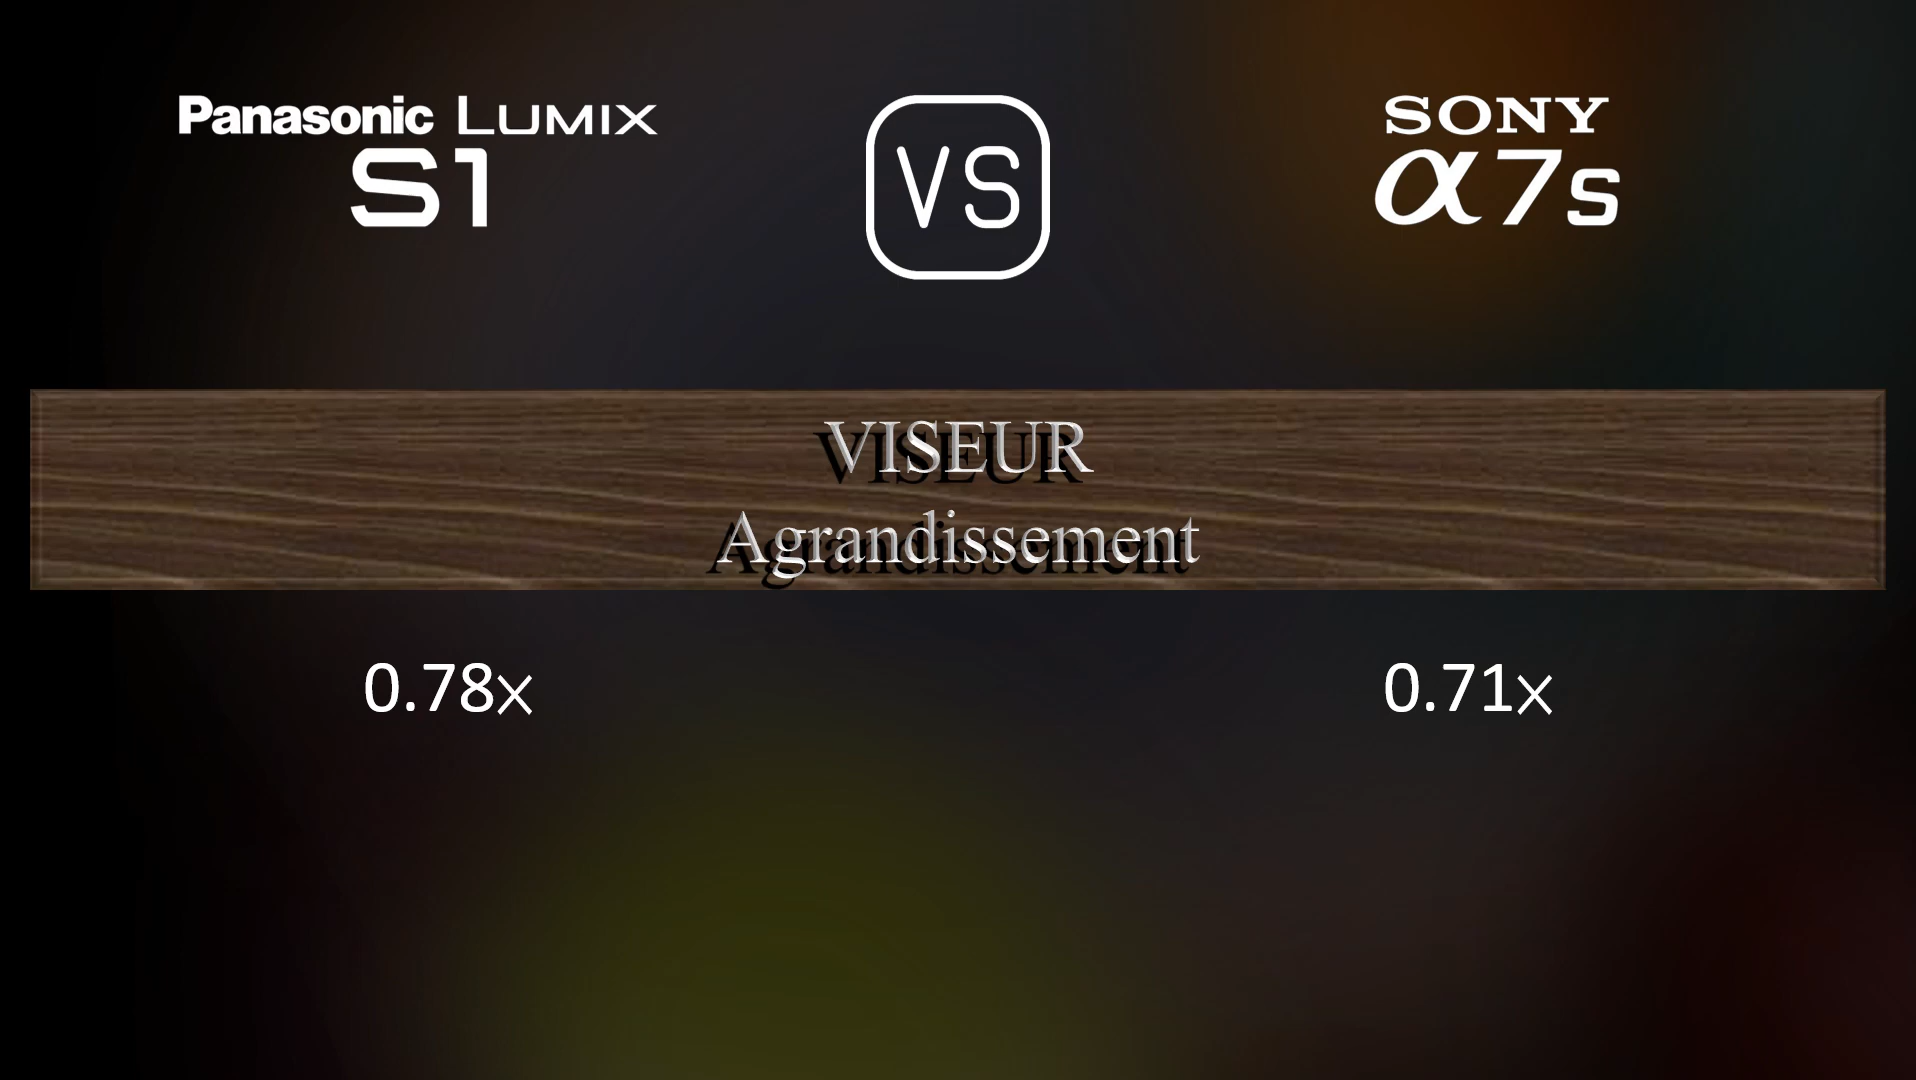 Panasonic LUMIX
S1
VS
SONY
α7s
VISEUR
Agrandissement
0.78x
0.71x